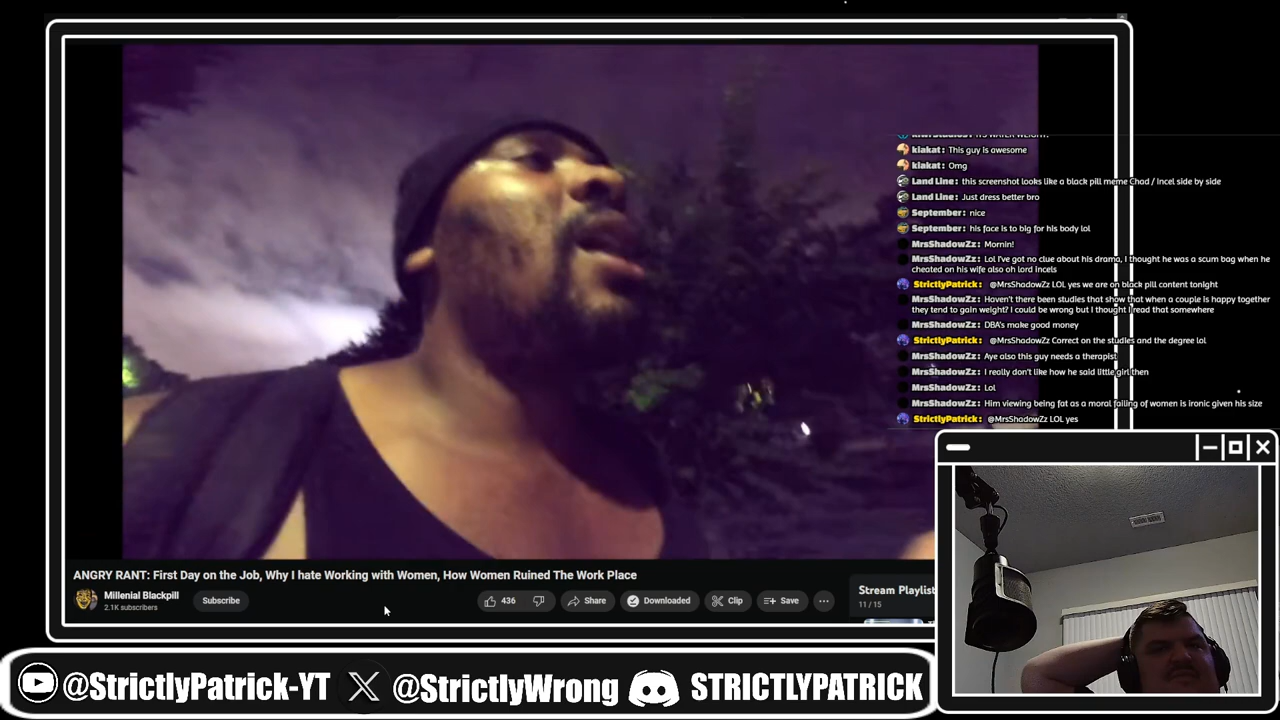 kiakat: This guy is awesome
kiakat: Omg
Land Line: this screenshot looks like a black pill meme Chad / Incel side by side
Land Line: Just dress better bro
September: nice
September: his face is to big for his body lol
MrsShadowZz: Mornin!
MrsShadowZz: Lol I've got no clue about his drama, I thought he was a scum bag when he
cheated on his wife also oh lord incels
StrictlyPatrick: @MrsShadowZz LOL yes we are on black pill content tonight
MrsShadowZz: Haven't there been studies that show that when a couple is happy together
they tend to gain weight? I could be wrong but I thought I read that somewhere
MrsShadowZz: DBA's make good money
StrictlyPatrick: @MrsShadowZz Correct on the studies and the degree lol
MrsShadowZz: Aye also this guy needs a therapist
MrsShadowZz: I really don't like how he said little girl then
MrsShadowZz: Lol
MrsShadowZz: Him viewing being fat as a moral failing of women is ironic given his size
StrictlyPatrick: @MrsShadowZz LOL yes
ANGRY RANT: First Day on the Job, Why I hate Working with Women, How Women Ruined The Work Place
Millenial Blackpill
2.1K subscribers
Subscribe
436
Share
Downloaded
Clip
Save
Stream Playlist
11 / 15
@StrictlyPatrick-YT
@StrictlyWrong
STRICTLYPATRICK